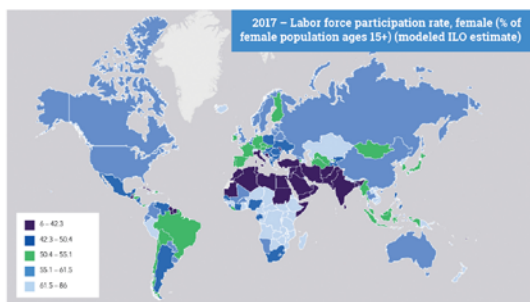 2017 – Labor force participation rate, female (% of
female population ages 15+) (modeled ILO estimate)
6 – 42.3
42.3 – 50.4
50.4 – 55.1
55.1 – 61.5
61.5 – 86